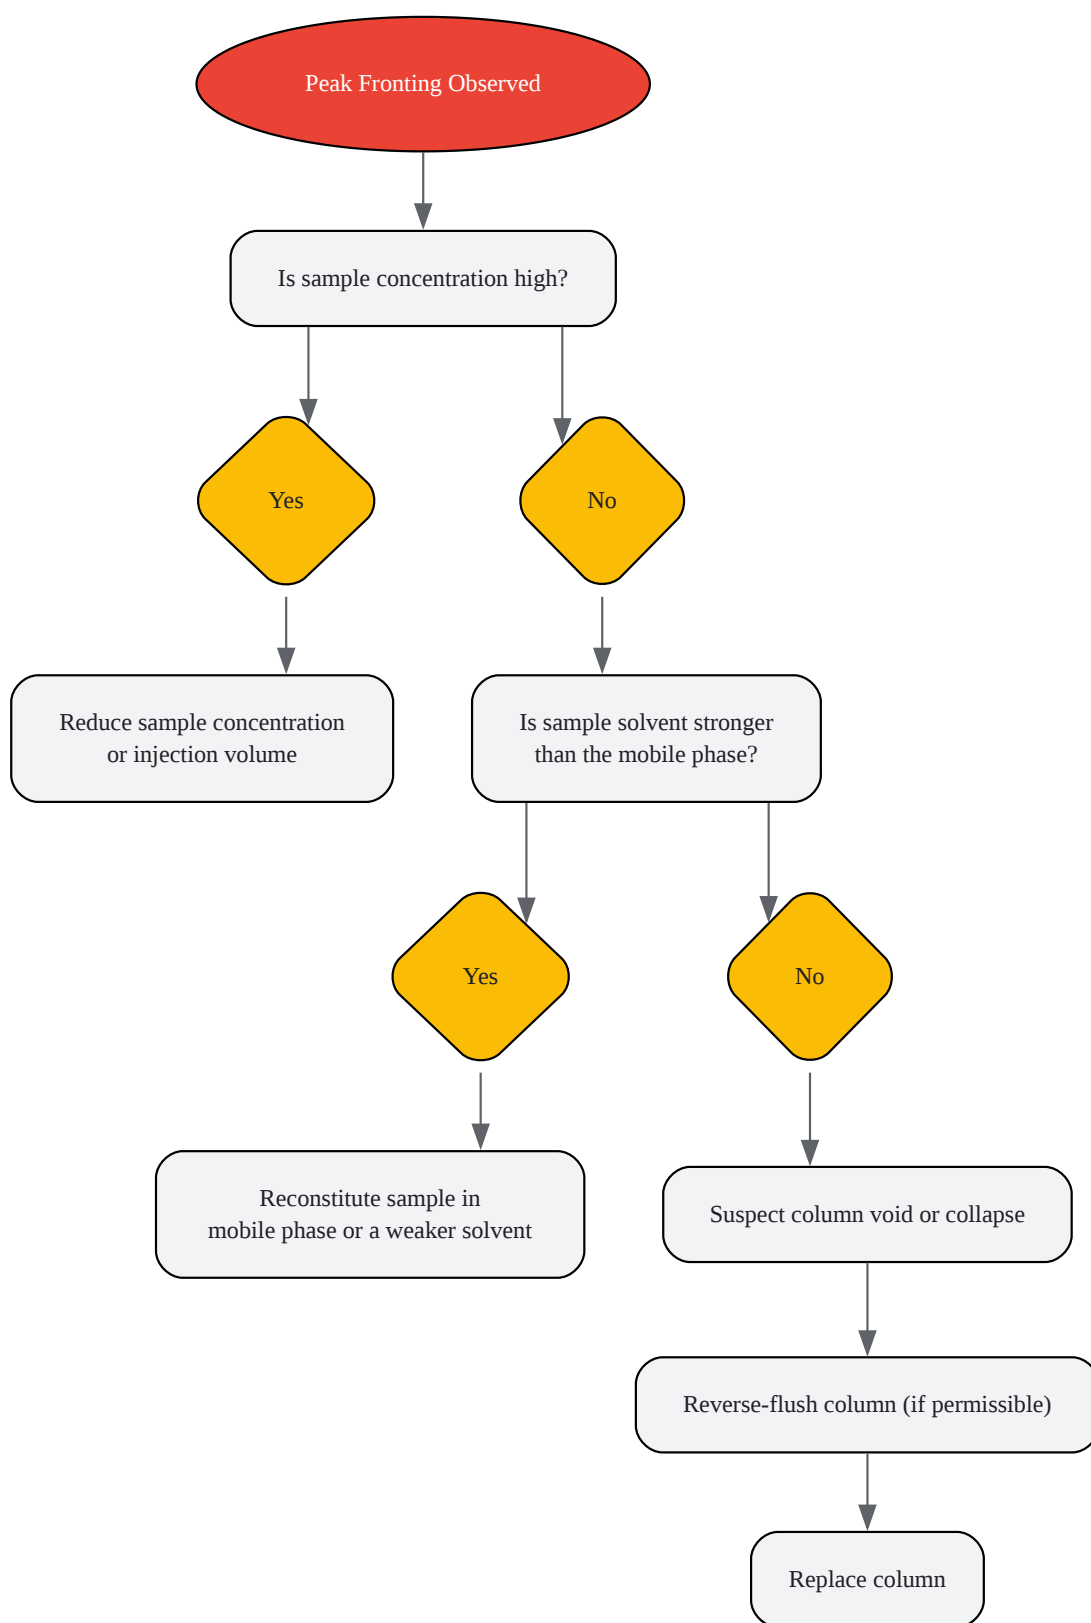 Peak Fronting Observed
Is sample concentration high?
Yes
No
Reduce sample concentration
or injection volume
Is sample solvent stronger
than the mobile phase?
Yes
No
Reconstitute sample in
mobile phase or a weaker solvent
Suspect column void or collapse
Reverse-flush column (if permissible)
Replace column